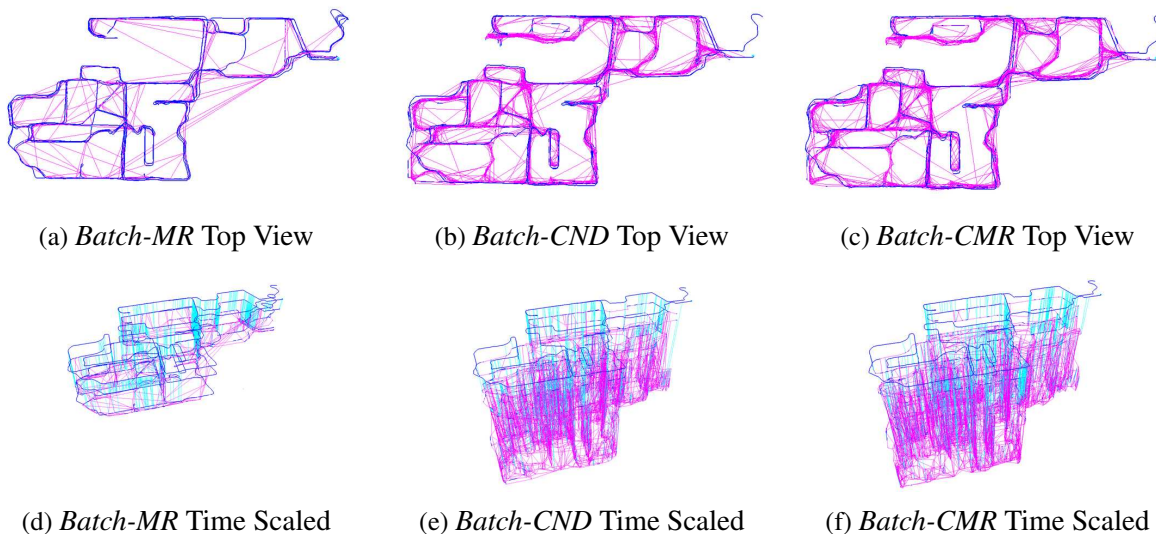 (a) Batch-MR Top View
(b) Batch-CND Top View
(c) Batch-CMR Top View
(d) Batch-MR Time Scaled
(e) Batch-CND Time Scaled
(f) Batch-CMR Time Scaled